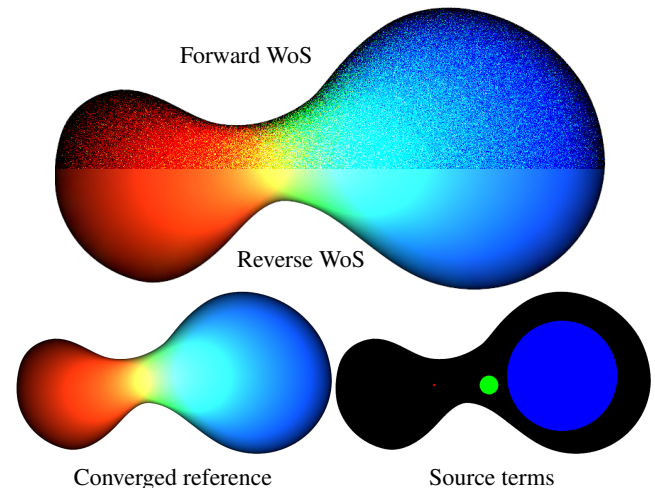 Forward WoS
Reverse WoS
Converged reference
Source terms